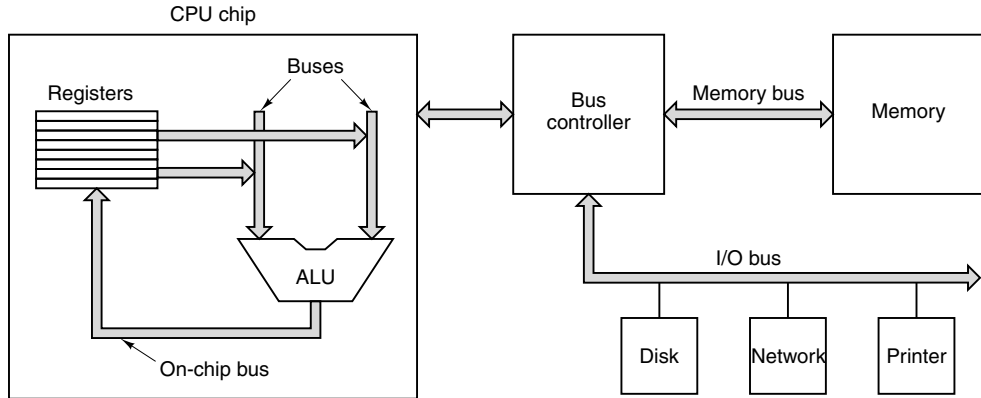 CPU chip
Buses
Registers
ALU
On-chip bus
Bus
controller
Memory bus
Memory
I/O bus
Disk
Network
Printer